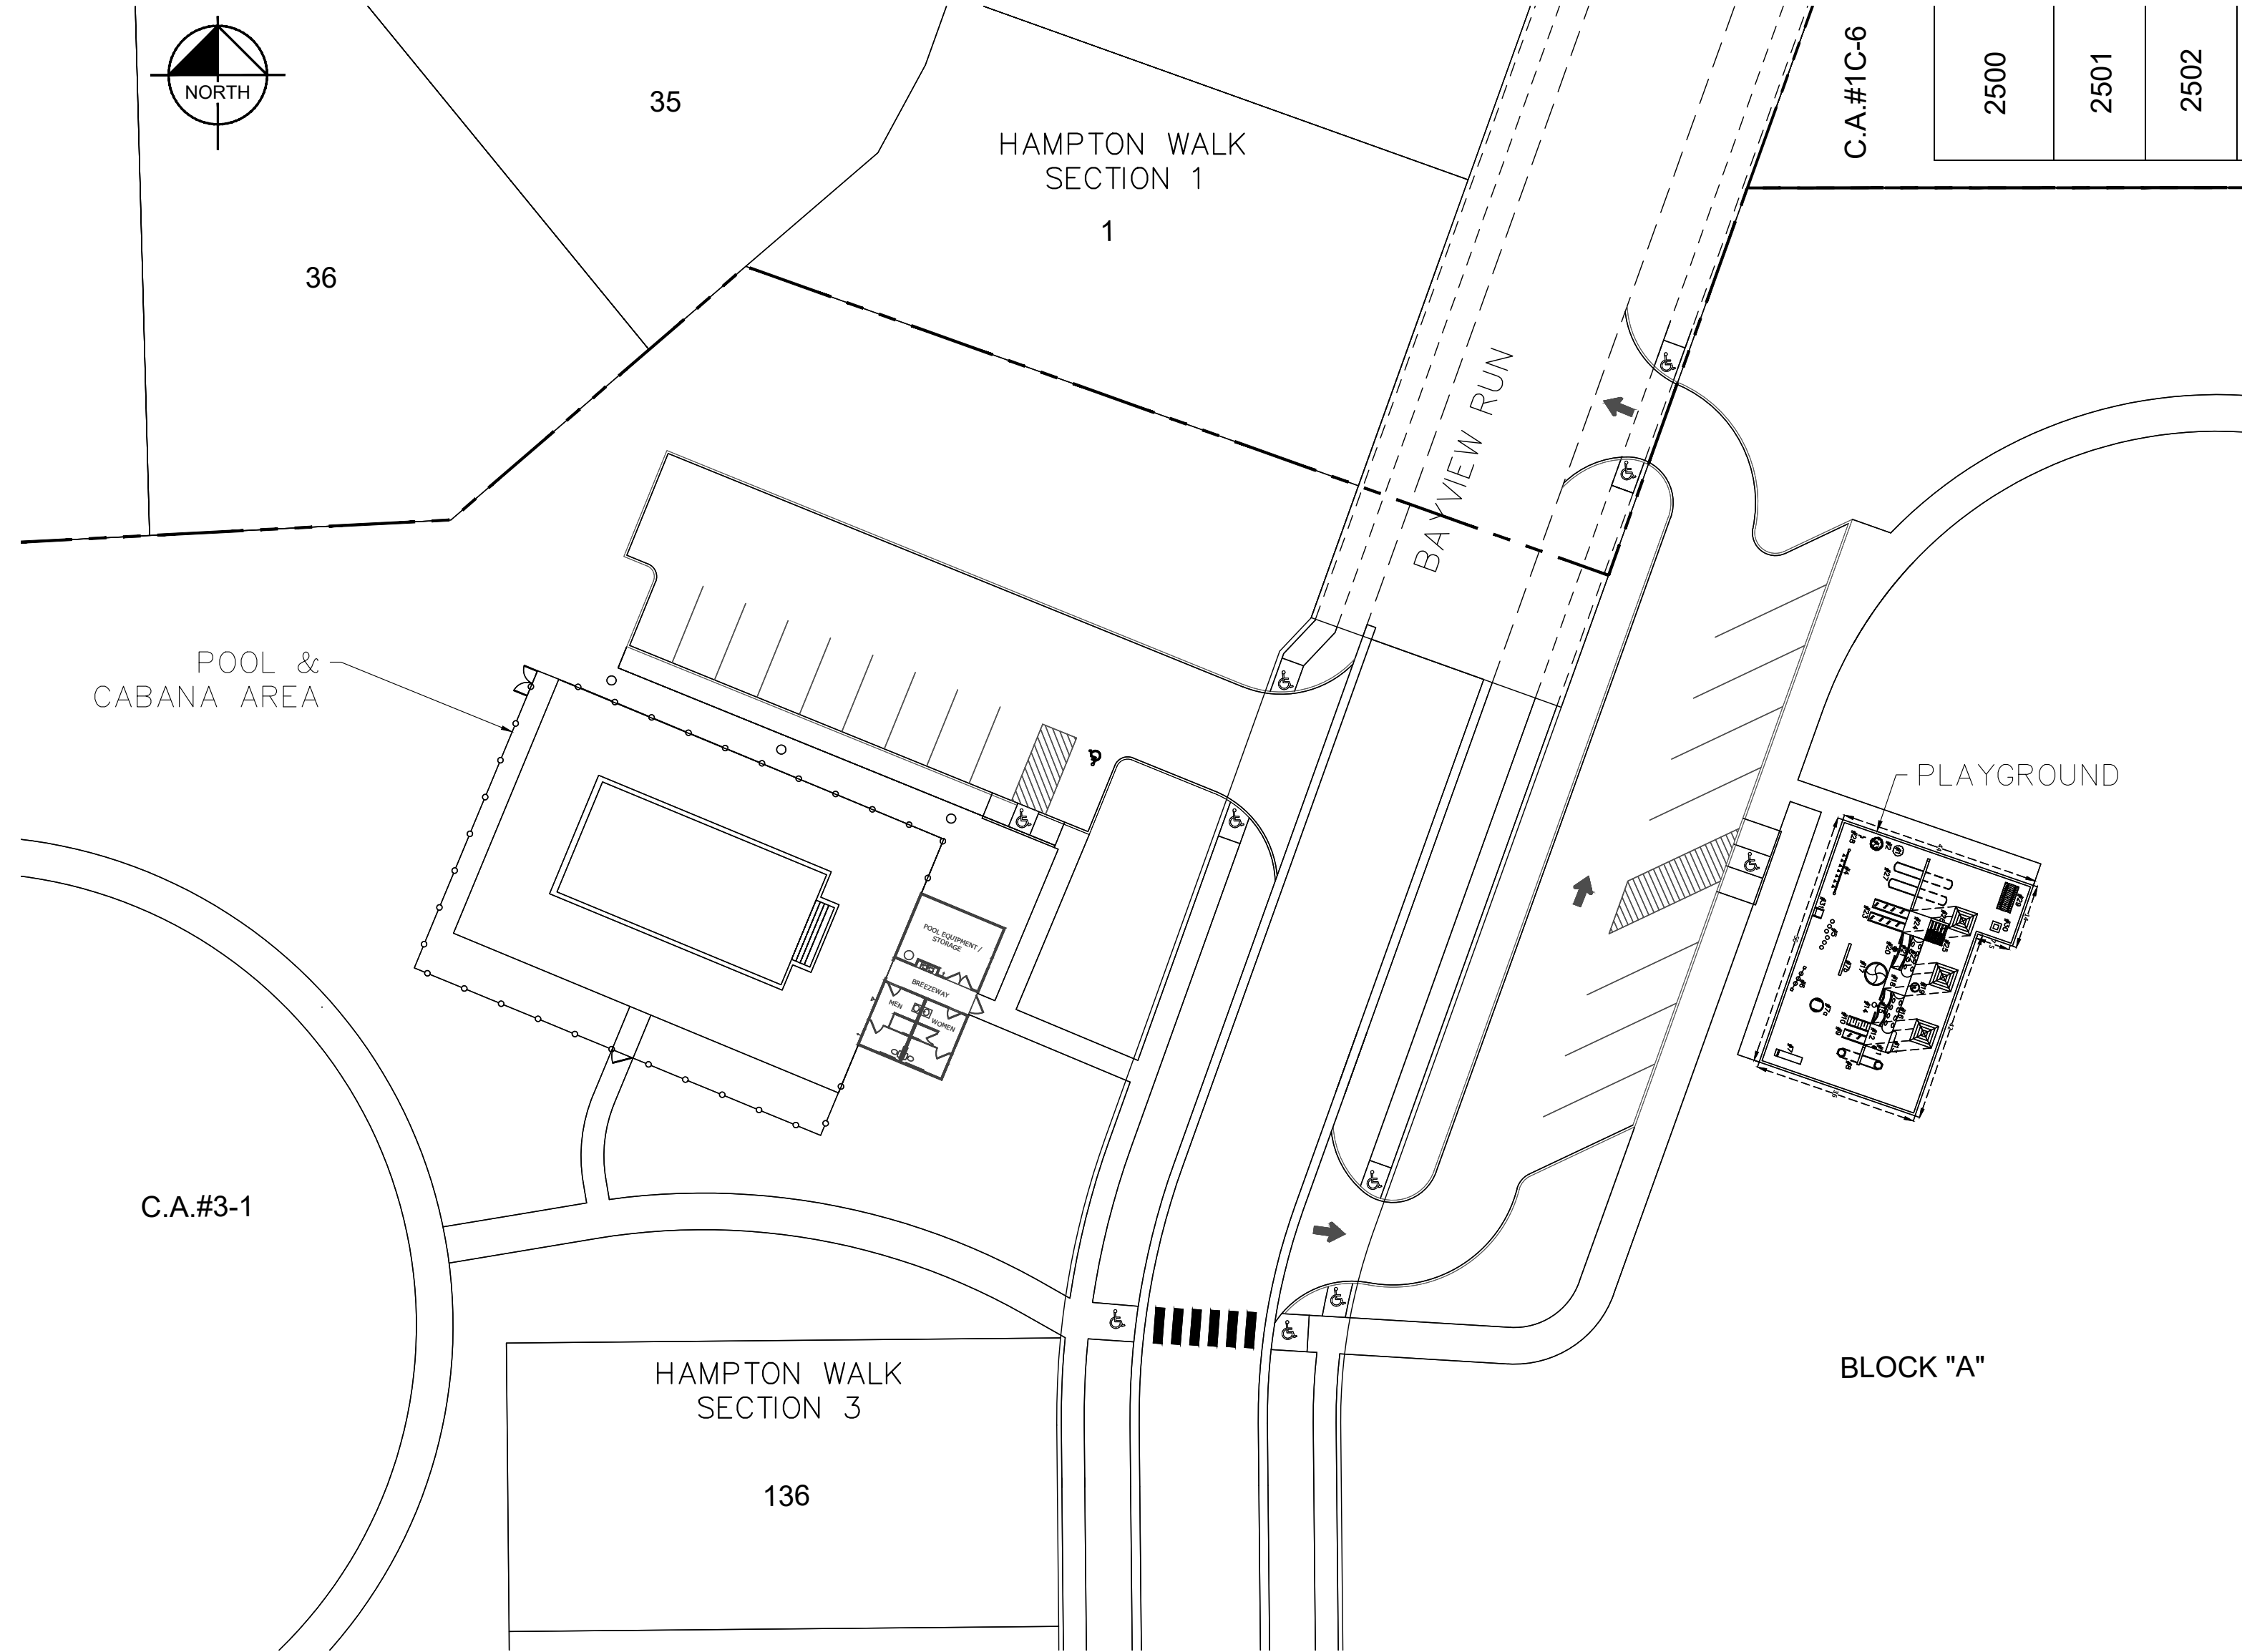 NORTH
35
36
HAMPTON WALK
SECTION 1
1
BAYVIEW RUN
C.A.#1C-6
2500
2501
2502
POOL &
CABANA AREA
PLAYGROUND
POOL EQUIPMENT /
STORAGE
BREEZEWAY
MEN
WOMEN
C.A.#3-1
HAMPTON WALK
SECTION 3
136
BLOCK "A"